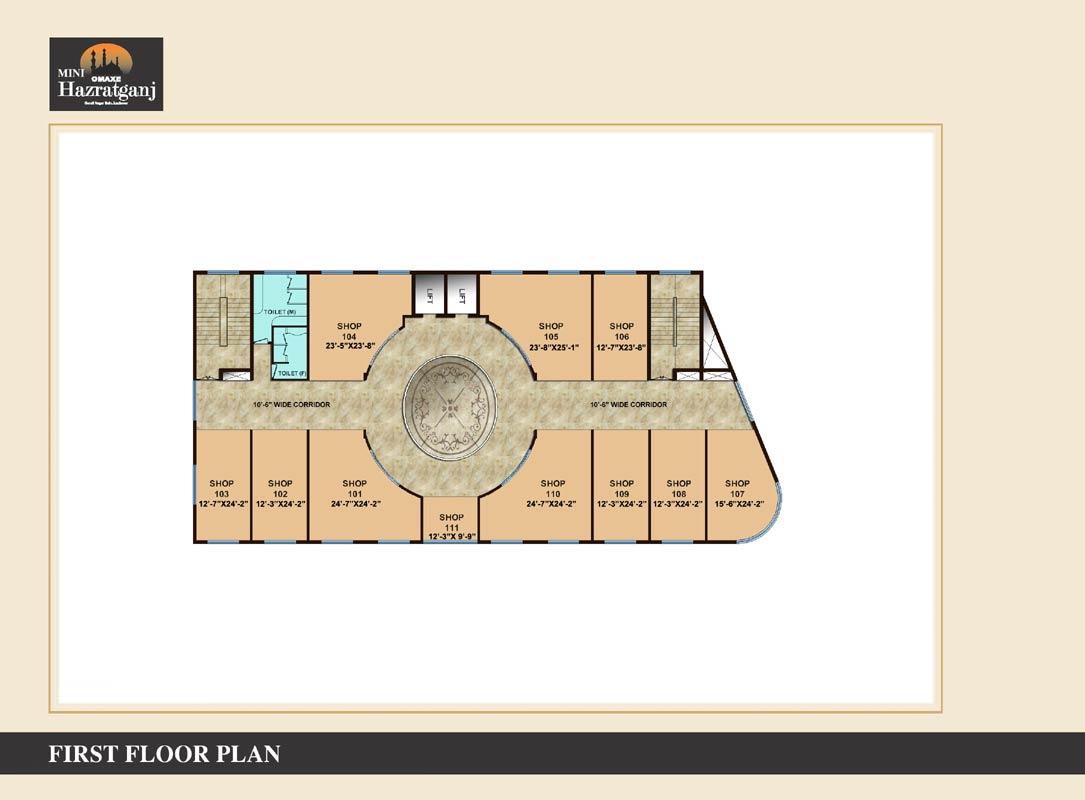 MINI
OMAXE
Hazratganj
TOILET (M)
TOILET (F)
LIFT
LIFT
SHOP
104
23'-5"X23'-8"
SHOP
105
23'-8"X25'-1"
SHOP
106
12'-7"X23'-8"
10'-6" WIDE CORRIDOR
10'-6" WIDE CORRIDOR
SHOP
103
12'-7"X24'-2"
SHOP
102
12'-3"X24'-2"
SHOP
101
24'-7"X24'-2"
SHOP
111
12'-3"X 9'-9"
SHOP
110
24'-7"X24'-2"
SHOP
109
12'-3"X24'-2"
SHOP
108
12'-3"X24'-2"
SHOP
107
15'-6"X24'-2"
FIRST FLOOR PLAN